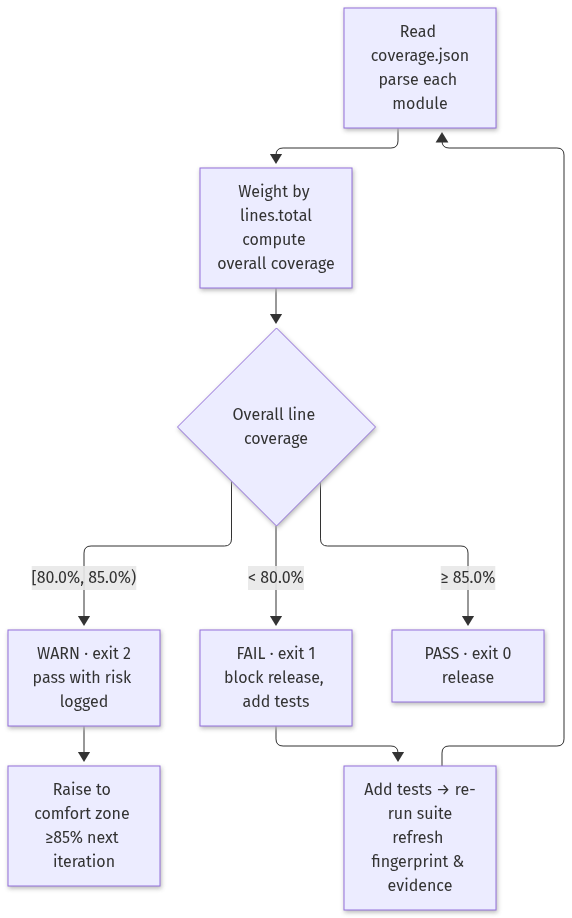 Read
coverage.json
parse each
module
Weight by
lines.total
compute
overall coverage
Overall line
coverage
[80.0%, 85.0%)
< 80.0%
≥ 85.0%
WARN · exit 2
pass with risk
logged
FAIL · exit 1
block release,
add tests
PASS · exit 0
release
Raise to
comfort zone
≥85% next
iteration
Add tests → re-
run suite
refresh
fingerprint &
evidence